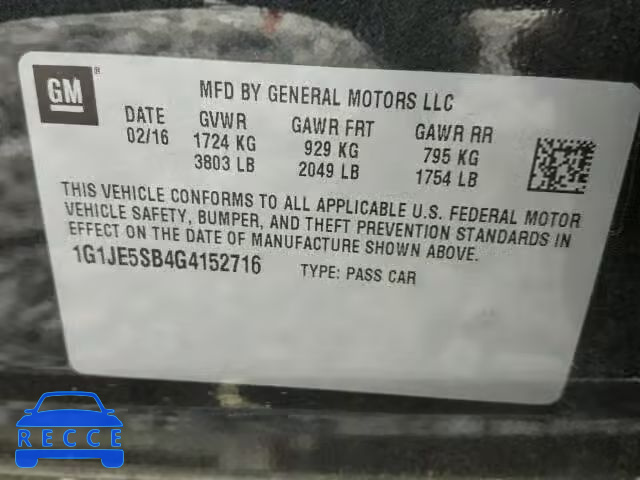 GM ®
MFD BY GENERAL MOTORS LLC
DATE GVWR GAWR FRT GAWR RR
02/16 1724 KG 929 KG 795 KG
3803 LB 2049 LB 1754 LB
THIS VEHICLE CONFORMS TO ALL APPLICABLE U.S. FEDERAL MOTOR
VEHICLE SAFETY, BUMPER, AND THEFT PREVENTION STANDARDS IN
EFFECT ON THE DATE OF MANUFACTURE SHOWN ABOVE.
1G1JE5SB4G4152716 TYPE: PASS CAR
RECCE